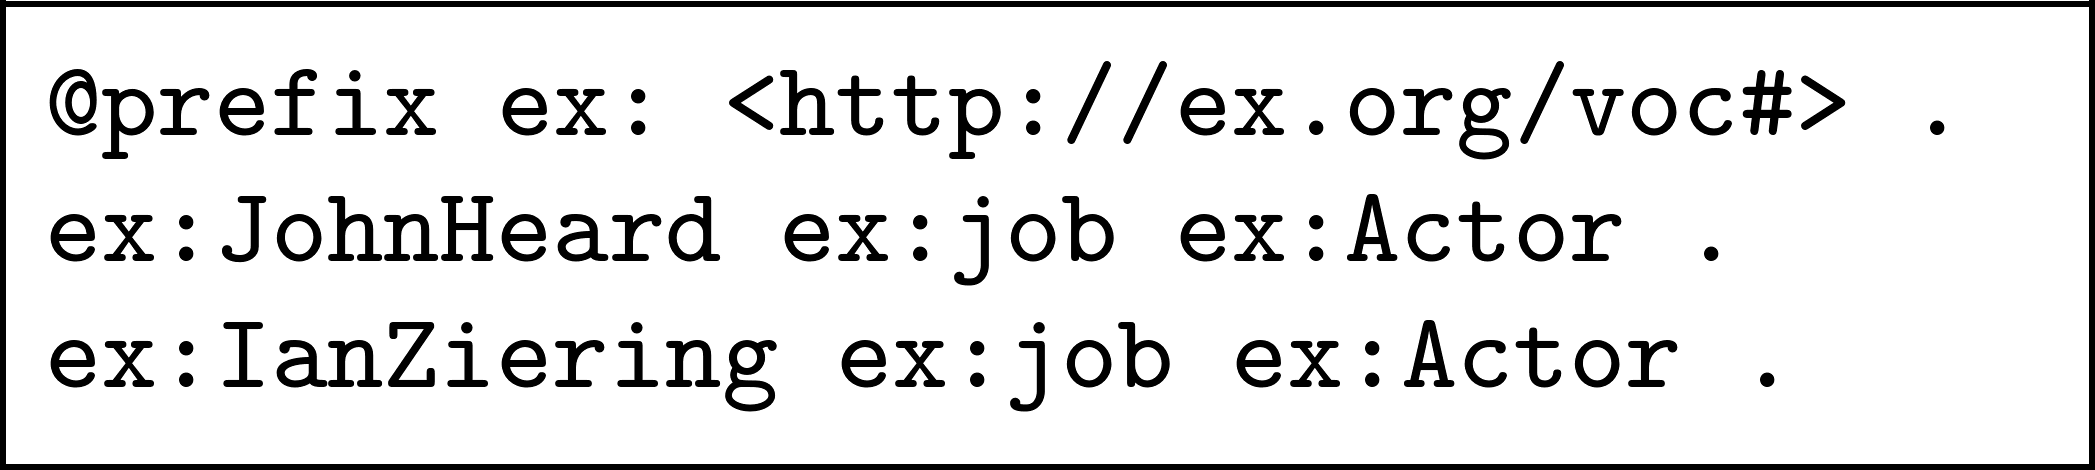 @prefix ex: <http://ex.org/voc#> .
ex:JohnHeard ex:job ex:Actor .
ex:IanZiering ex:job ex:Actor .